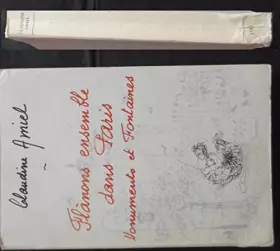 Claudine Amiel
Flânons ensemble
dans Paris
Monuments et Fontaines